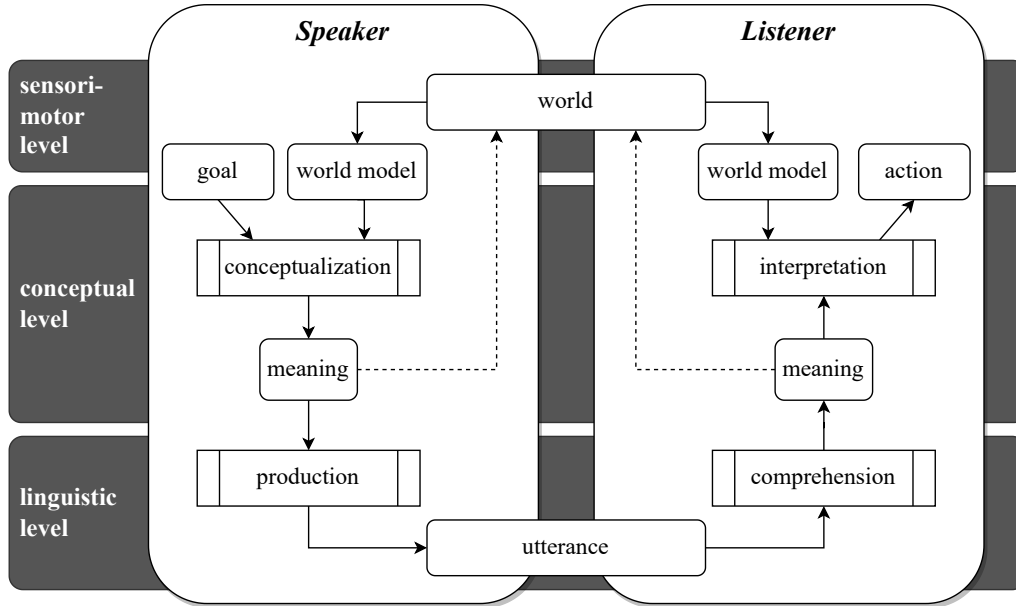 Speaker
Listener
sensori-
motor
level
world
goal
world model
world model
action
conceptualization
interpretation
conceptual
level
meaning
meaning
production
comprehension
linguistic
level
utterance